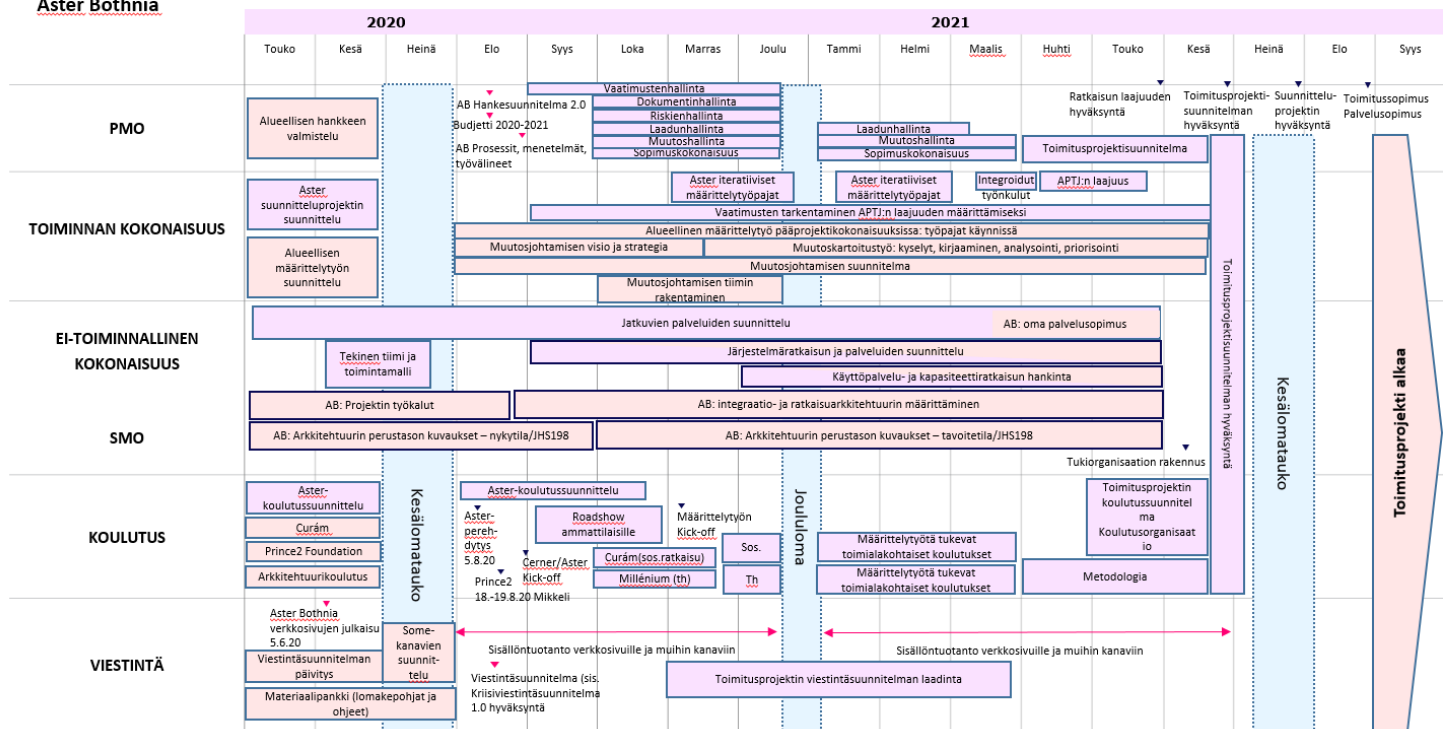 Aster Bothnia
2020
2021
Touko
Kesä
Heinä
Elo
Syys
Loka
Marras
Joulu
Tammi
Helmi
Maalis
Huhti
Touko
Kesä
Heinä
Elo
Syys
PMO
Alueellisen hankkeen
valmistelu
AB Hankesuunnitelma 2.0
Budjetti 2020-2021
AB Prosessit, menetelmät,
työvälineet
Vaatimustenhallinta
Dokumentinhallinta
Riskienhallinta
Laadunhallinta
Muutoshallinta
Sopimuskokonaisuus
Laadunhallinta
Muutoshallinta
Sopimuskokonaisuus
Ratkaisun laajuuden
hyväksyntä
Toimitusprojekti-
suunnitelman
hyväksyntä
Suunnittelu-
projektin
hyväksyntä
Toimitussopimus
Palvelusopimus
Toimitusprojektisuunnitelma
TOIMINNAN KOKONAISUUS
Aster
suunnitteluprojektin
suunnittelu
Alueellisen
määrittelytyön
suunnittelu
Aster iteratiiviset
määrittelytyöpajat
Aster iteratiiviset
määrittelytyöpajat
Integroidut
työnkulut
APTJ:n laajuus
Vaatimusten tarkentaminen APTJ:n laajuuden määrittämiseksi
Alueellinen määrittelytyö pääprojektikokonaisuuksissa: työpajat käynnissä
Muutosjohtamisen visio ja strategia
Muutoskartoitustyö: kyselyt, kirjaaminen, analysointi, priorisointi
Muutosjohtamisen suunnitelma
Muutosjohtamisen tiimin
rakentaminen
EI-TOIMINNALLINEN
KOKONAISUUS
Jatkuvien palveluiden suunnittelu
AB: oma palvelusopimus
Tekinen tiimi ja
toimintamalli
Järjestelmäratkaisun ja palveluiden suunnittelu
Käyttöpalvelu- ja kapasiteettiratkaisun hankinta
SMO
AB: Projektin työkalut
AB: integraatio- ja ratkaisuarkkitehtuurin määrittäminen
AB: Arkkitehtuurin perustason kuvaukset – nykytila/JHS198
AB: Arkkitehtuurin perustason kuvaukset – tavoitetila/JHS198
Tukiorganisaation rakennus
KOULUTUS
Aster-
koulutussuunnittelu
Curám
Prince2 Foundation
Arkkitehtuurikoulutus
Aster-koulutussuunnittelu
Aster-
pereh-
dytys
5.8.20
Roadshow
ammattilaisille
Cerner/Aster
Kick-off
Prince2
18.-19.8.20 Mikkeli
Curám(sos.ratkaisu)
Millénium (th)
Määrittelytyön
Kick-off
Sos.
Th
Määrittelytyötä tukevat
toimialakohtaiset koulutukset
Määrittelytyötä tukevat
toimialakohtaiset koulutukset
Toimitusprojektin
koulutussuunnitel
ma
Koulutusorganisaat
io
Metodologia
VIESTINTÄ
Aster Bothnia
verkkosivujen julkaisu
5.6.20
Viestintäsuunnitelman
päivitys
Materiaalipankki (lomakepohjat ja
ohjeet)
Some-
kanavien
suunnit-
telu
Sisällöntuotanto verkkosivuille ja muihin kanaviin
Viestintäsuunnitelma (sis.
Kriisiviestintäsuunnitelma
1.0 hyväksyntä
Sisällöntuotanto verkkosivuille ja muihin kanaviin
Toimitusprojektin viestintäsuunnitelman laadinta
Kesälomatauko
Joululoma
Toimitusprojektisuunnitelman hyväksyntä
Kesälomatauko
Toimitusprojekti alkaa